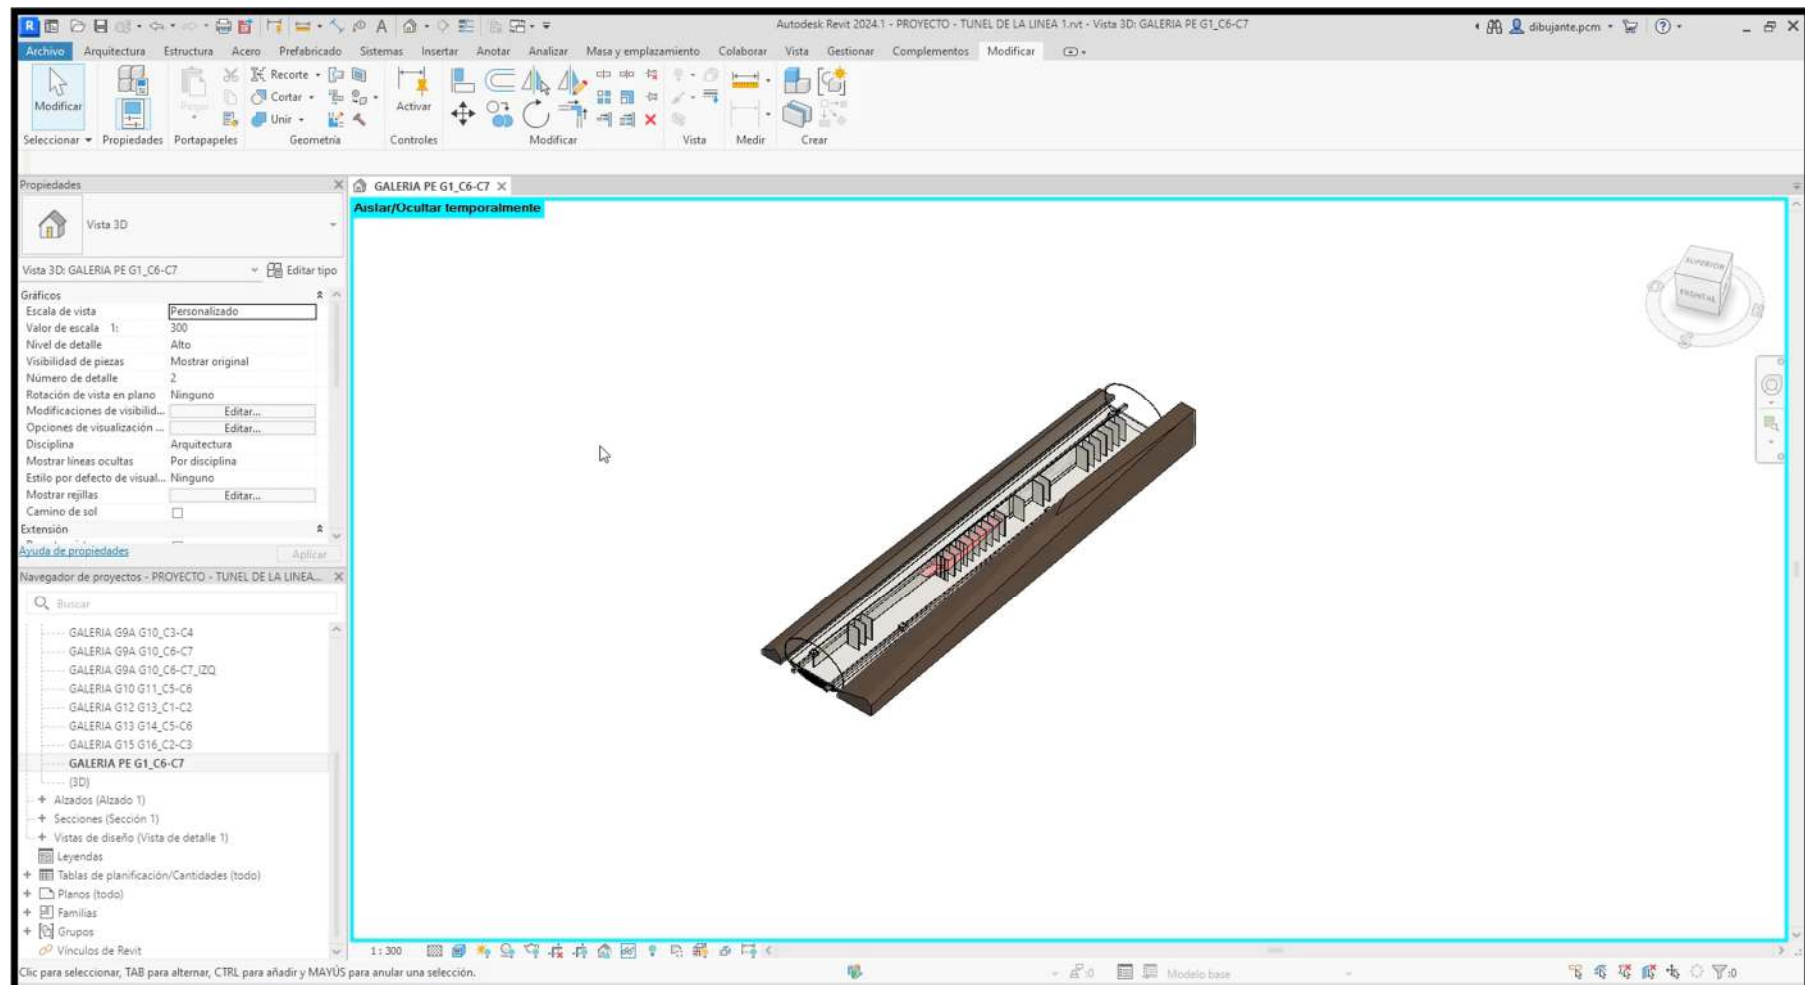 Autodesk Revit 2024.1 - PROYECTO - TUNEL DE LA LINEA 1.rvt - Vista 3D: GALERIA PE G1_C6-C7
dibujante.pcm
Archivo Arquitectura Estructura Acero Prefabricado Sistemas Insertar Anotar Analizar Masa y emplazamiento Colaborar Vista Gestionar Complementos Modificar
Modificar
Pegar
Recorte
Cortar
Unir
Activar
Seleccionar Propiedades Portapapeles Geometría Controles Modificar Vista Medir Crear
Propiedades
GALERIA PE G1_C6-C7
Aislar/Ocultar temporalmente
Vista 3D
Vista 3D: GALERIA PE G1_C6-C7 Editar tipo
Gráficos
Escala de vista Personalizado
Valor de escala 1: 300
Nivel de detalle Alto
Visibilidad de piezas Mostrar original
Número de detalle 2
Rotación de vista en plano Ninguno
Modificaciones de visibilid... Editar...
Opciones de visualización ... Editar...
Disciplina Arquitectura
Mostrar líneas ocultas Por disciplina
Estilo por defecto de visual... Ninguno
Mostrar rejillas Editar...
Camino de sol
Extensión
Ayuda de propiedades Aplicar
SUPERIOR
FRONTAL
Navegador de proyectos - PROYECTO - TUNEL DE LA LINEA...
Buscar
GALERIA G9A G10_C3-C4
GALERIA G9A G10_C6-C7
GALERIA G9A G10_C6-C7_IZQ
GALERIA G10 G11_C5-C6
GALERIA G12 G13_C1-C2
GALERIA G13 G14_C5-C6
GALERIA G15 G16_C2-C3
GALERIA PE G1_C6-C7
(3D)
Alzados (Alzado 1)
Secciones (Sección 1)
Vistas de diseño (Vista de detalle 1)
Leyendas
Tablas de planificación/Cantidades (todo)
Planos (todo)
Familias
Grupos
Vínculos de Revit
1 : 300
Clic para seleccionar, TAB para alternar, CTRL para añadir y MAYÚS para anular una selección.
:0
Modelo base
:0